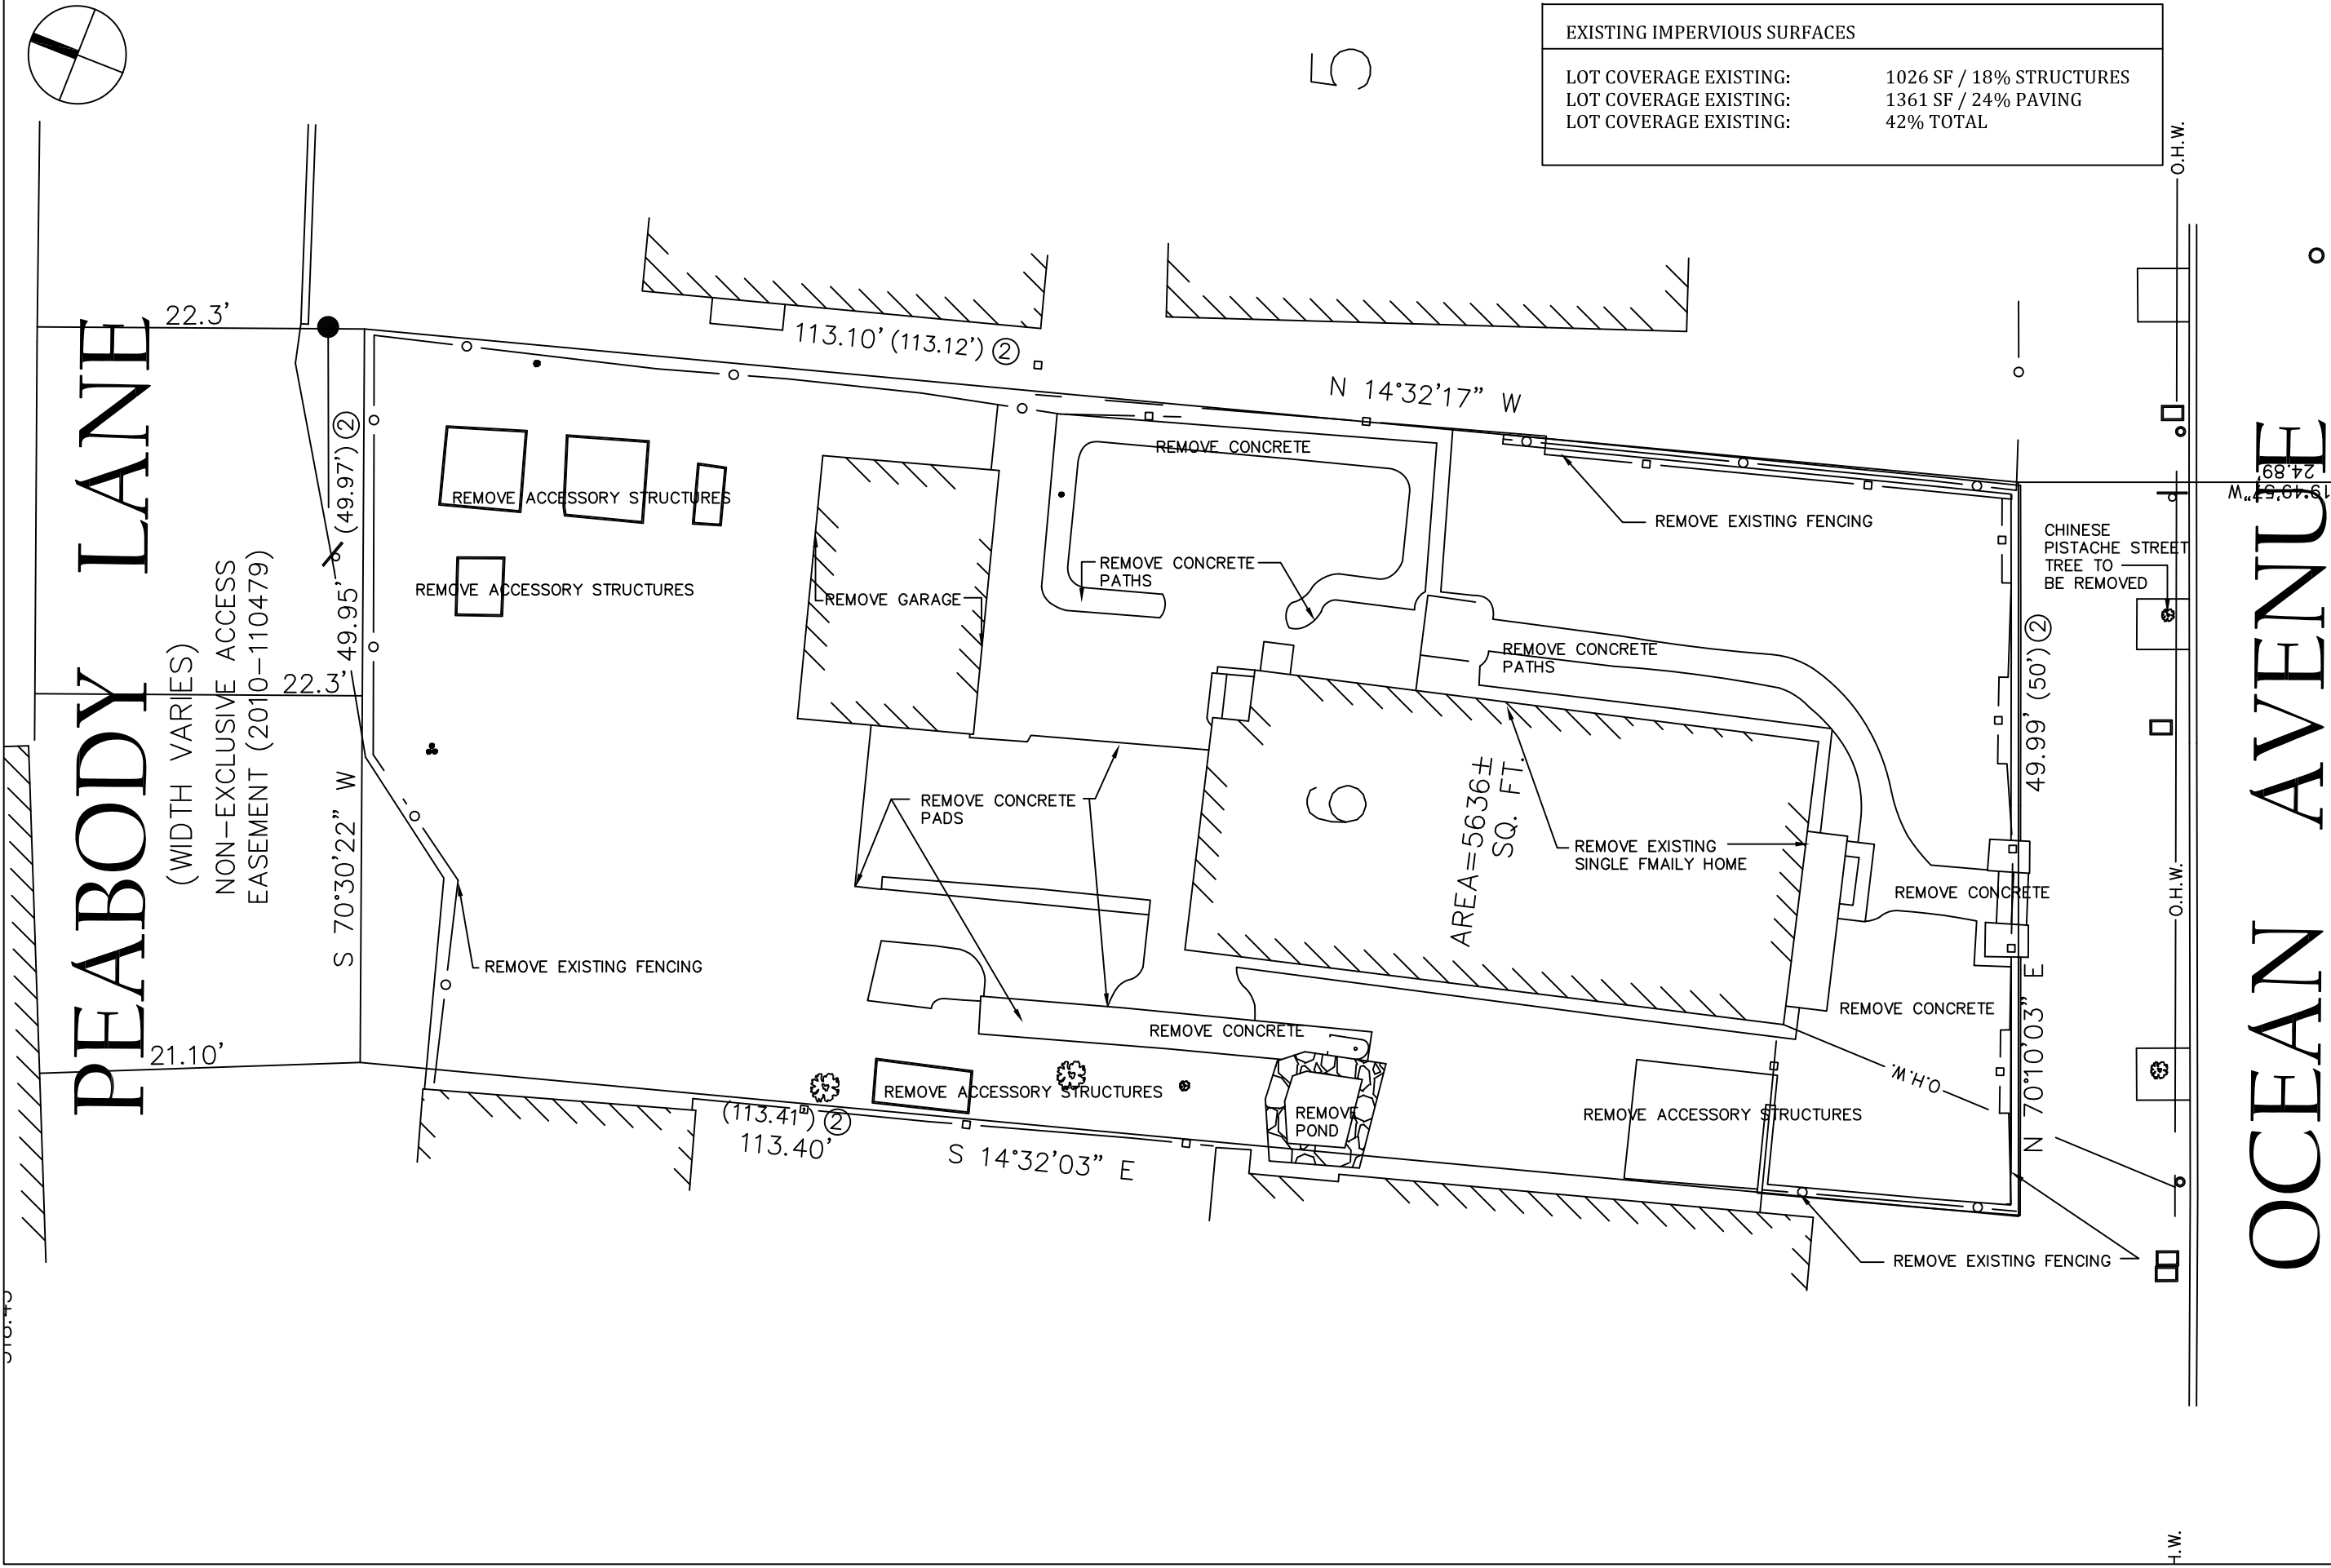 EXISTING IMPERVIOUS SURFACES
LOT COVERAGE EXISTING: 1026 SF / 18% STRUCTURES
LOT COVERAGE EXISTING: 1361 SF / 24% PAVING
LOT COVERAGE EXISTING: 42% TOTAL
5
O.H.W.
PEABODY LANE
(WIDTH VARIES)
NON-EXCLUSIVE ACCESS
EASEMENT (2010-110479)
22.3'
22.3'
21.10'
S 70°30'22" W 49.95' (49.97') 2
113.10' (113.12') 2
N 14°32'17" W
REMOVE CONCRETE
REMOVE ACCESSORY STRUCTURES
REMOVE ACCESSORY STRUCTURES
REMOVE GARAGE
REMOVE CONCRETE
PATHS
REMOVE EXISTING FENCING
CHINESE
PISTACHE STREET
TREE TO
BE REMOVED
24.89
REMOVE CONCRETE
PATHS
REMOVE CONCRETE
PADS
6
AREA=5636±
SQ. FT.
REMOVE EXISTING
SINGLE FMAILY HOME
REMOVE CONCRETE
49.99' (50') 2
N 70°10'03" E
O.H.W.
REMOVE EXISTING FENCING
REMOVE CONCRETE
REMOVE CONCRETE
O.H.W.
REMOVE ACCESSORY STRUCTURES
REMOVE
POND
REMOVE ACCESSORY STRUCTURES
(113.41') 2
113.40'
S 14°32'03" E
REMOVE EXISTING FENCING
OCEAN AVENUE
H.W.